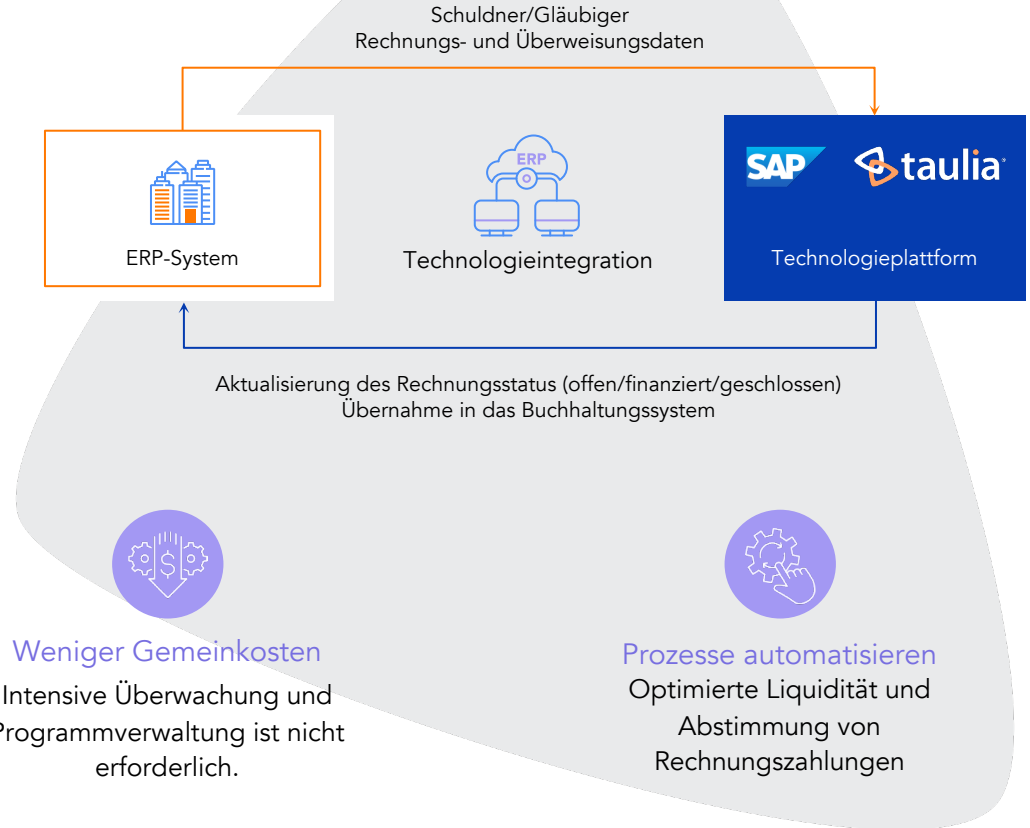 Schuldner/Gläubiger
Rechnungs- und Überweisungsdaten
ERP
SAP taulia
ERP-System
Technologieintegration
Technologieplattform
Aktualisierung des Rechnungsstatus (offen/finanziert/geschlossen)
Übernahme in das Buchhaltungssystem
$
Weniger Gemeinkosten
Intensive Überwachung und
Programmverwaltung ist nicht
erforderlich.
Prozesse automatisieren
Optimierte Liquidität und
Abstimmung von
Rechnungszahlungen